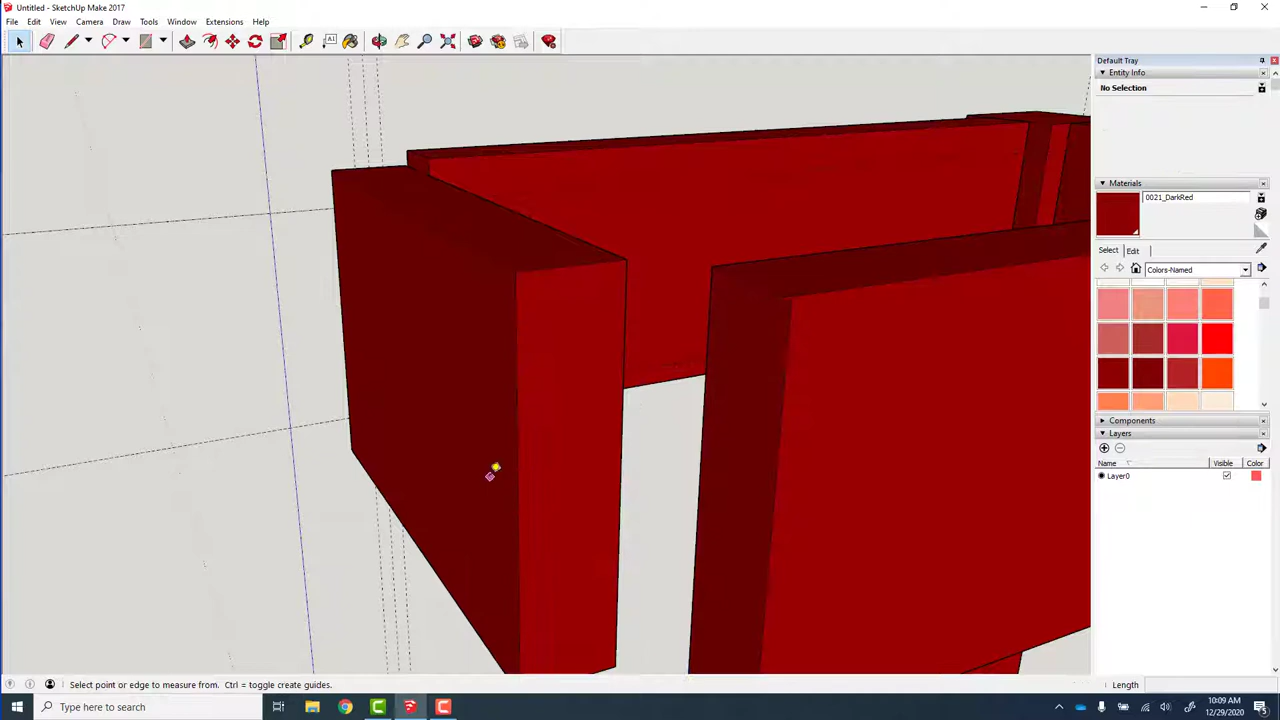 Untitled - SketchUp Make 2017
File Edit View Camera Draw Tools Window Extensions Help
Default Tray
Entity Info
No Selection
Materials
0021_DarkRed
Select Edit
Colors-Named
Components
Layers
Name Visible Color
Layer0
Select point or edge to measure from. Ctrl = toggle create guides.
Length
Type here to search
10:09 AM
12/29/2020